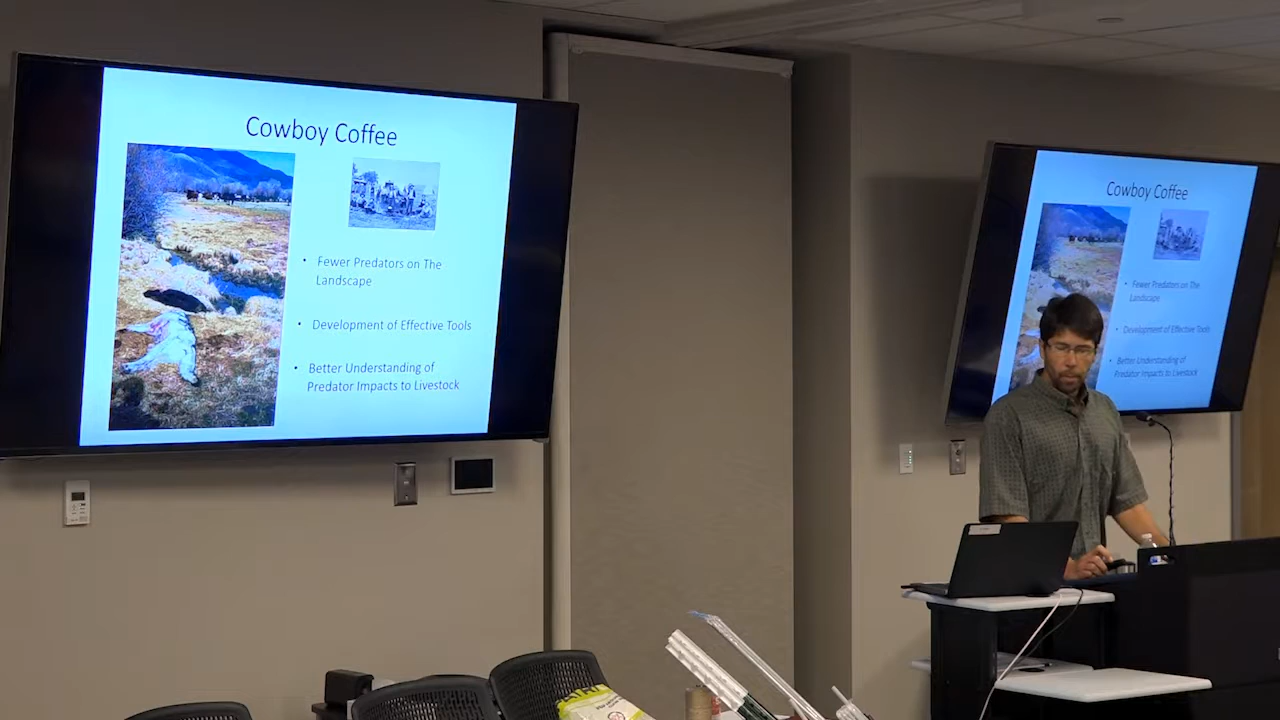 Cowboy Coffee
• Fewer Predators on The
Landscape
• Development of Effective Tools
• Better Understanding of
Predator Impacts to Livestock
Cowboy Coffee
• Fewer Predators on The
Landscape
• Development of Effective Tools
• Better Understanding of
Predator Impacts to Livestock